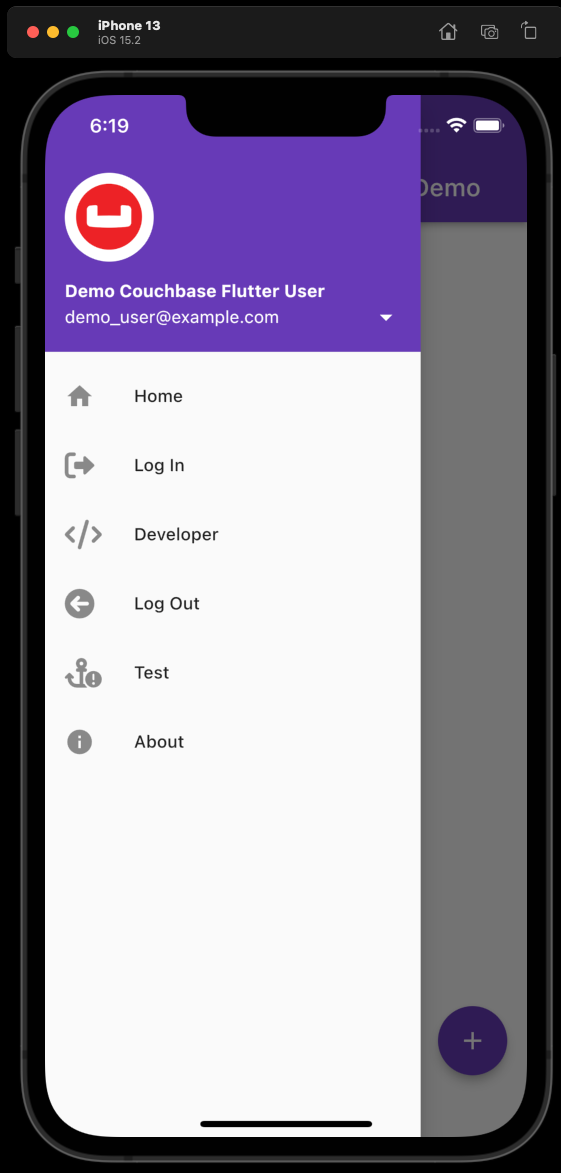 iPhone 13
iOS 15.2
6:19
Demo
Demo Couchbase Flutter User
demo_user@example.com
Home
Log In
Developer
Log Out
Test
About